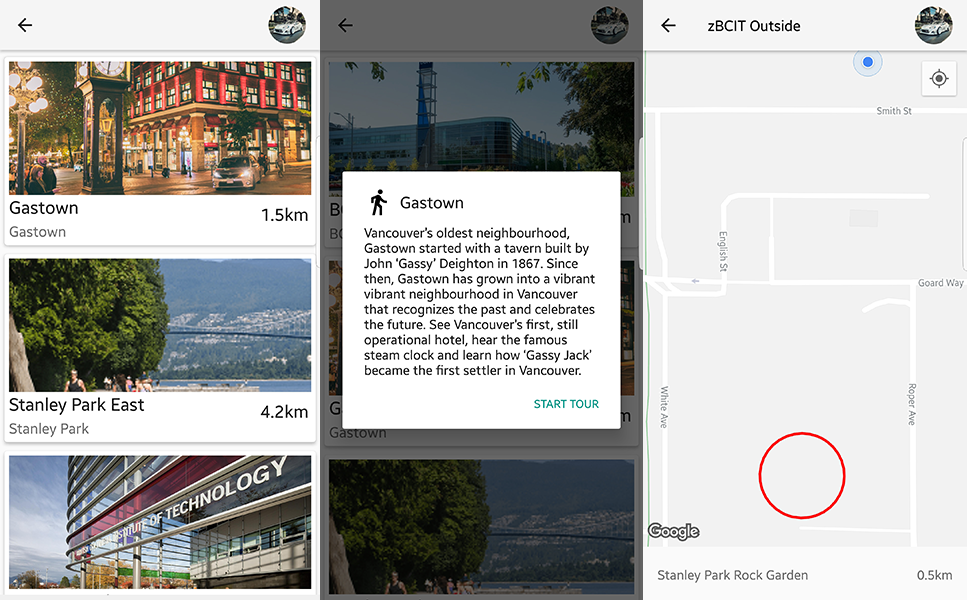 Gastown
1.5km
Gastown
Stanley Park East
4.2km
Stanley Park
INSTITUTE OF TECHNOLOGY
Gastown
Vancouver's oldest neighbourhood,
Gastown started with a tavern built by
John 'Gassy' Deighton in 1867. Since
then, Gastown has grown into a vibrant
vibrant neighbourhood in Vancouver
that recognizes the past and celebrates
the future. See Vancouver's first, still
operational hotel, hear the famous
steam clock and learn how 'Gassy Jack'
became the first settler in Vancouver.
START TOUR
Gastown
zBCIT Outside
Smith St
English St
Goard Way
White Ave
Roper Ave
Google
Stanley Park Rock Garden
0.5km